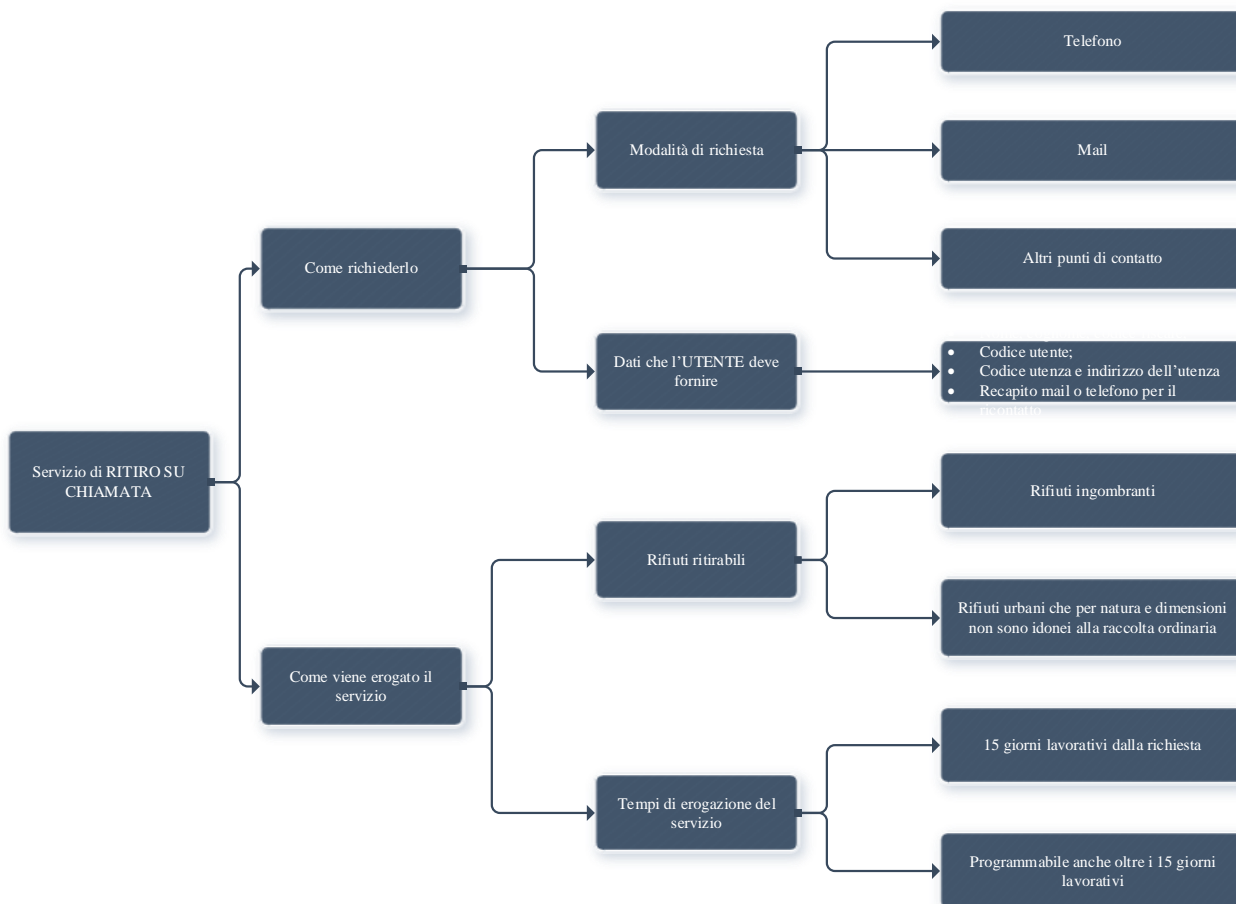 Telefono
Modalità di richiesta
Mail
Come richiederlo
Altri punti di contatto
Dati che l’UTENTE deve
fornire
• Codice utente;
• Codice utenza e indirizzo dell’utenza
• Recapito mail o telefono per il
ricontatto
Servizio di RITIRO SU
CHIAMATA
Rifiuti ingombranti
Rifiuti ritirabili
Rifiuti urbani che per natura e dimensioni
non sono idonei alla raccolta ordinaria
Come viene erogato il
servizio
15 giorni lavorativi dalla richiesta
Tempi di erogazione del
servizio
Programmabile anche oltre i 15 giorni
lavorativi